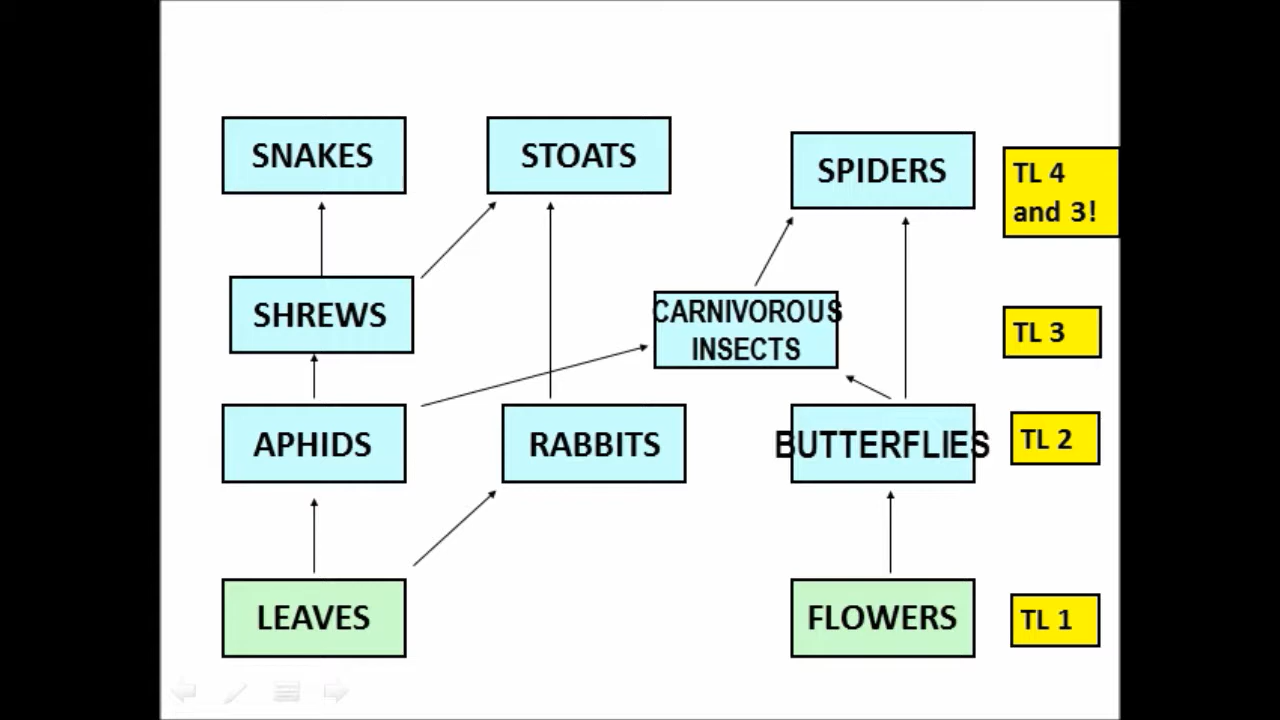 SNAKES
STOATS
SPIDERS
TL 4
and 3!
SHREWS
CARNIVOROUS
INSECTS
TL 3
APHIDS
RABBITS
BUTTERFLIES
TL 2
LEAVES
FLOWERS
TL 1